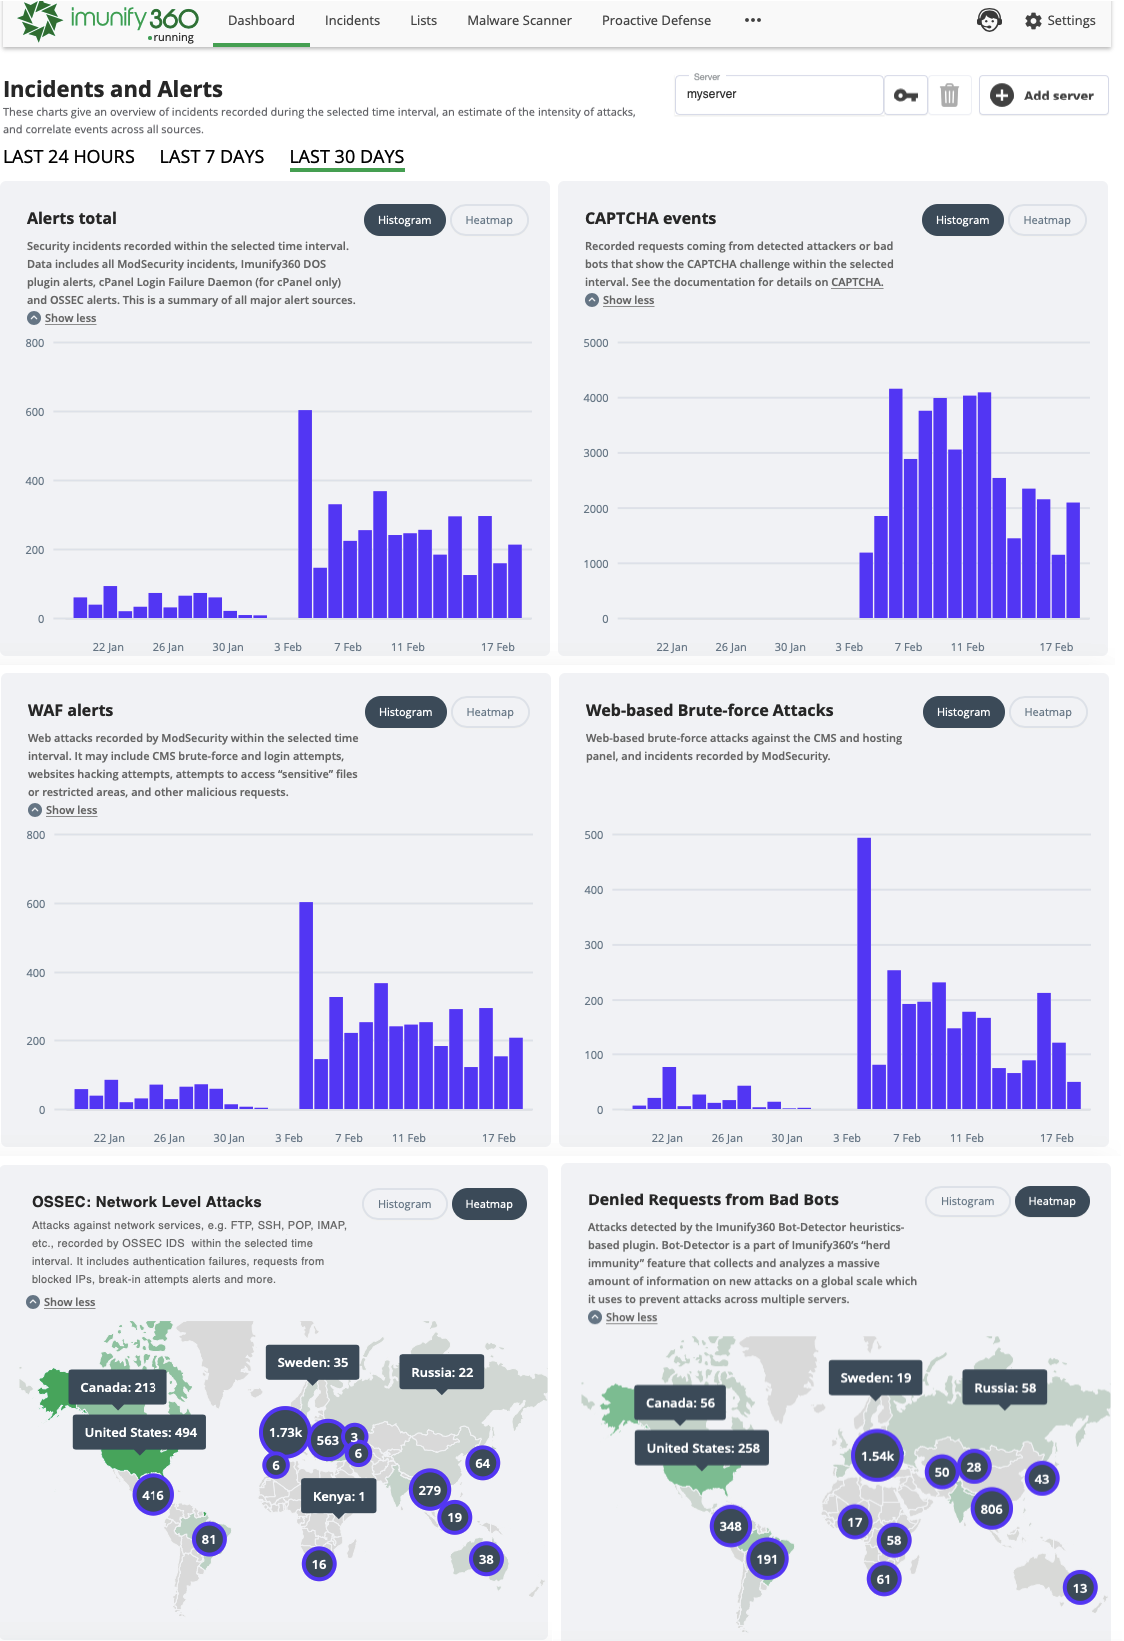 imunify360
running
Dashboard
Incidents
Lists
Malware Scanner
Proactive Defense
•••
Settings
Incidents and Alerts
These charts give an overview of incidents recorded during the selected time interval, an estimate of the intensity of attacks,
and correlate events across all sources.
Server
myserver
Add server
LAST 24 HOURS
LAST 7 DAYS
LAST 30 DAYS
Alerts total
Histogram
Heatmap
Security incidents recorded within the selected time interval.
Data includes all ModSecurity incidents, Imunify360 DOS
plugin alerts, cPanel Login Failure Daemon (for cPanel only)
and OSSEC alerts. This is a summary of all major alert sources.
Show less
800
600
400
200
0
22 Jan
26 Jan
30 Jan
3 Feb
7 Feb
11 Feb
17 Feb
CAPTCHA events
Histogram
Heatmap
Recorded requests coming from detected attackers or bad
bots that show the CAPTCHA challenge within the selected
interval. See the documentation for details on CAPTCHA.
Show less
5000
4000
3000
2000
1000
0
22 Jan
26 Jan
30 Jan
3 Feb
7 Feb
11 Feb
17 Feb
WAF alerts
Histogram
Heatmap
Web attacks recorded by ModSecurity within the selected time
interval. It may include CMS brute-force and login attempts,
websites hacking attempts, attempts to access “sensitive” files
or restricted areas, and other malicious requests.
Show less
800
600
400
200
0
22 Jan
26 Jan
30 Jan
3 Feb
7 Feb
11 Feb
17 Feb
Web-based Brute-force Attacks
Histogram
Heatmap
Web-based brute-force attacks against the CMS and hosting
panel, and incidents recorded by ModSecurity.
500
400
300
200
100
0
22 Jan
26 Jan
30 Jan
3 Feb
7 Feb
11 Feb
17 Feb
OSSEC: Network Level Attacks
Histogram
Heatmap
Attacks against network services, e.g. FTP, SSH, POP, IMAP,
etc., recorded by OSSEC IDS within the selected time
interval. It includes authentication failures, requests from
blocked IPs, break-in attempts alerts and more.
Show less
Sweden: 35
Russia: 22
Canada: 213
United States: 494
1.73k
563
3
6
6
64
416
Kenya: 1
279
19
81
16
38
Denied Requests from Bad Bots
Histogram
Heatmap
Attacks detected by the Imunify360 Bot-Detector heuristics-
based plugin. Bot-Detector is a part of Imunify360’s “herd
immunity” feature that collects and analyzes a massive
amount of information on new attacks on a global scale which
it uses to prevent attacks across multiple servers.
Show less
Sweden: 19
Russia: 58
Canada: 56
United States: 258
1.54k
50
28
43
806
348
17
58
191
61
13